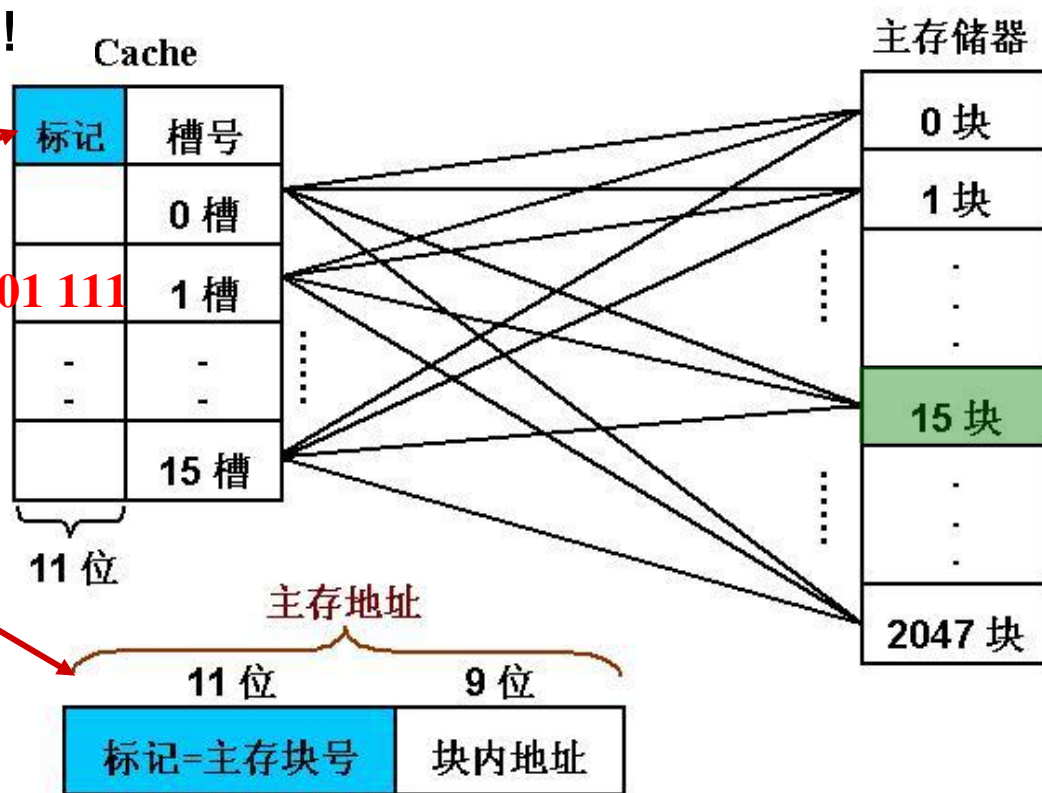 !
Cache
主存储器
标记 槽号
0 槽
01 111 1 槽
15 槽
11 位
0 块
1 块
15 块
2047 块
主存地址
11 位 9 位
标记=主存块号 块内地址